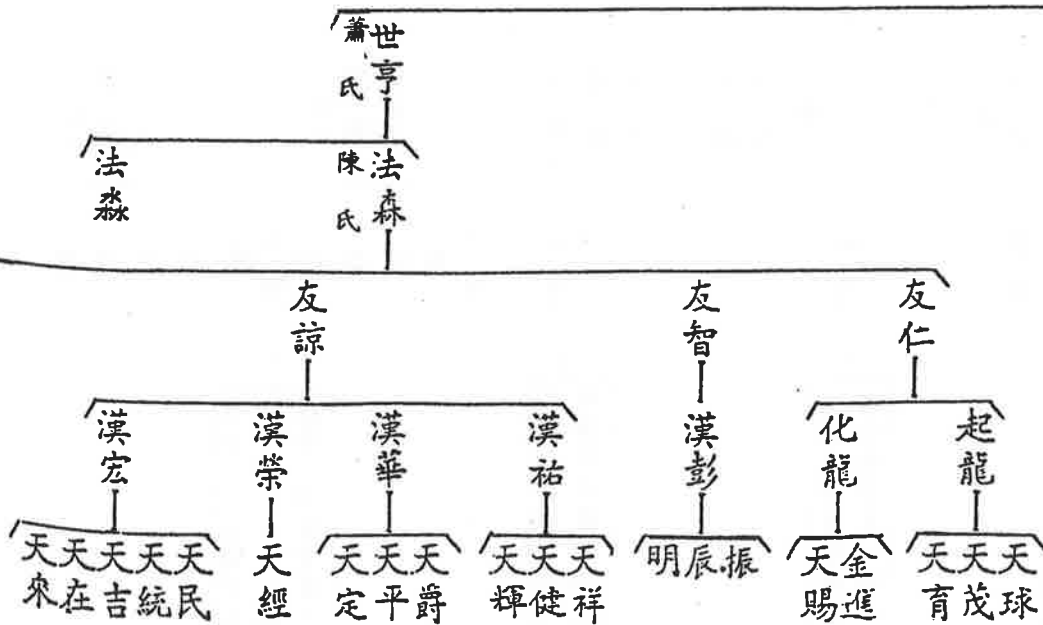 世亨
蕭氏
法森
陳氏
法淼
友仁
友智
友諒
起龍
化龍
漢彭
漢祐
漢華
漢榮
漢宏
天球
天茂
天育
金進
天賜
振
辰
明
天祥
天健
天輝
天爵
天平
天定
天經
天民
天統
天吉
天在
天來